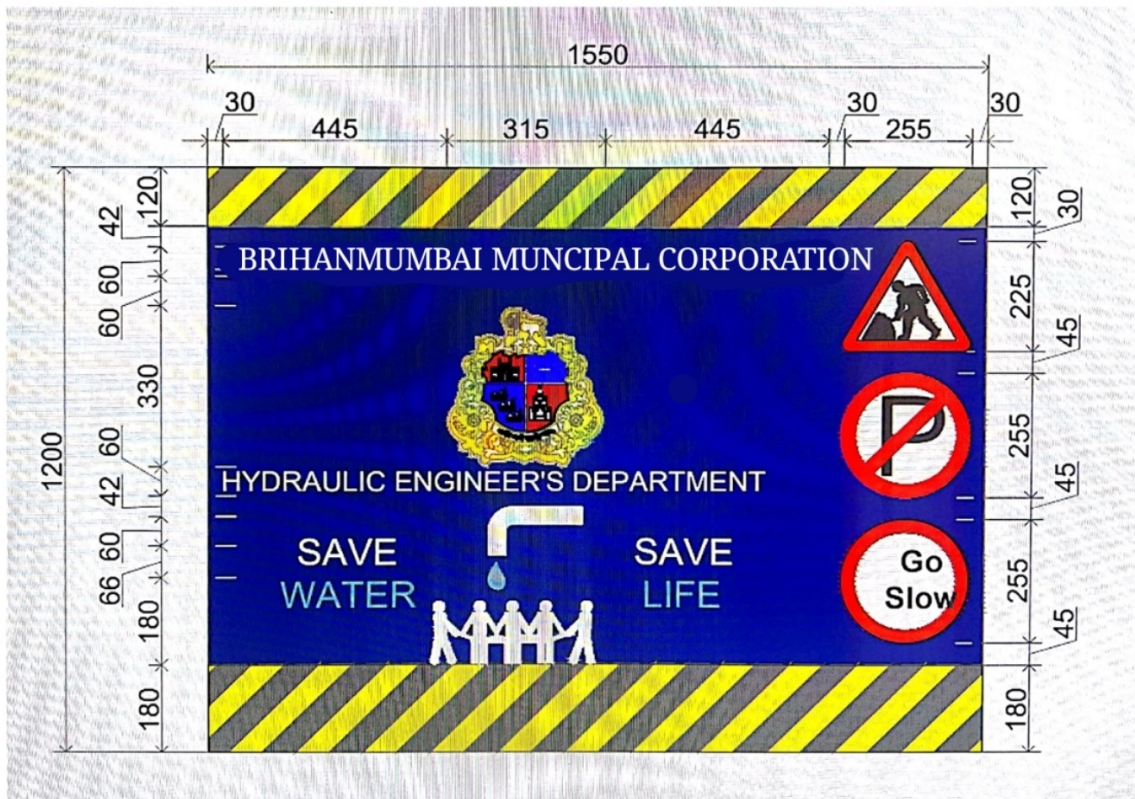 1550
30 30 30
445 315 445 255
BRIHANMUMBAI MUNCIPAL CORPORATION
HYDRAULIC ENGINEER'S DEPARTMENT
SAVE SAVE
WATER LIFE
P
Go
Slow
1200
120
42
60
60
330
60
42
60
66
180
180
120
30
225
45
255
45
255
45
180